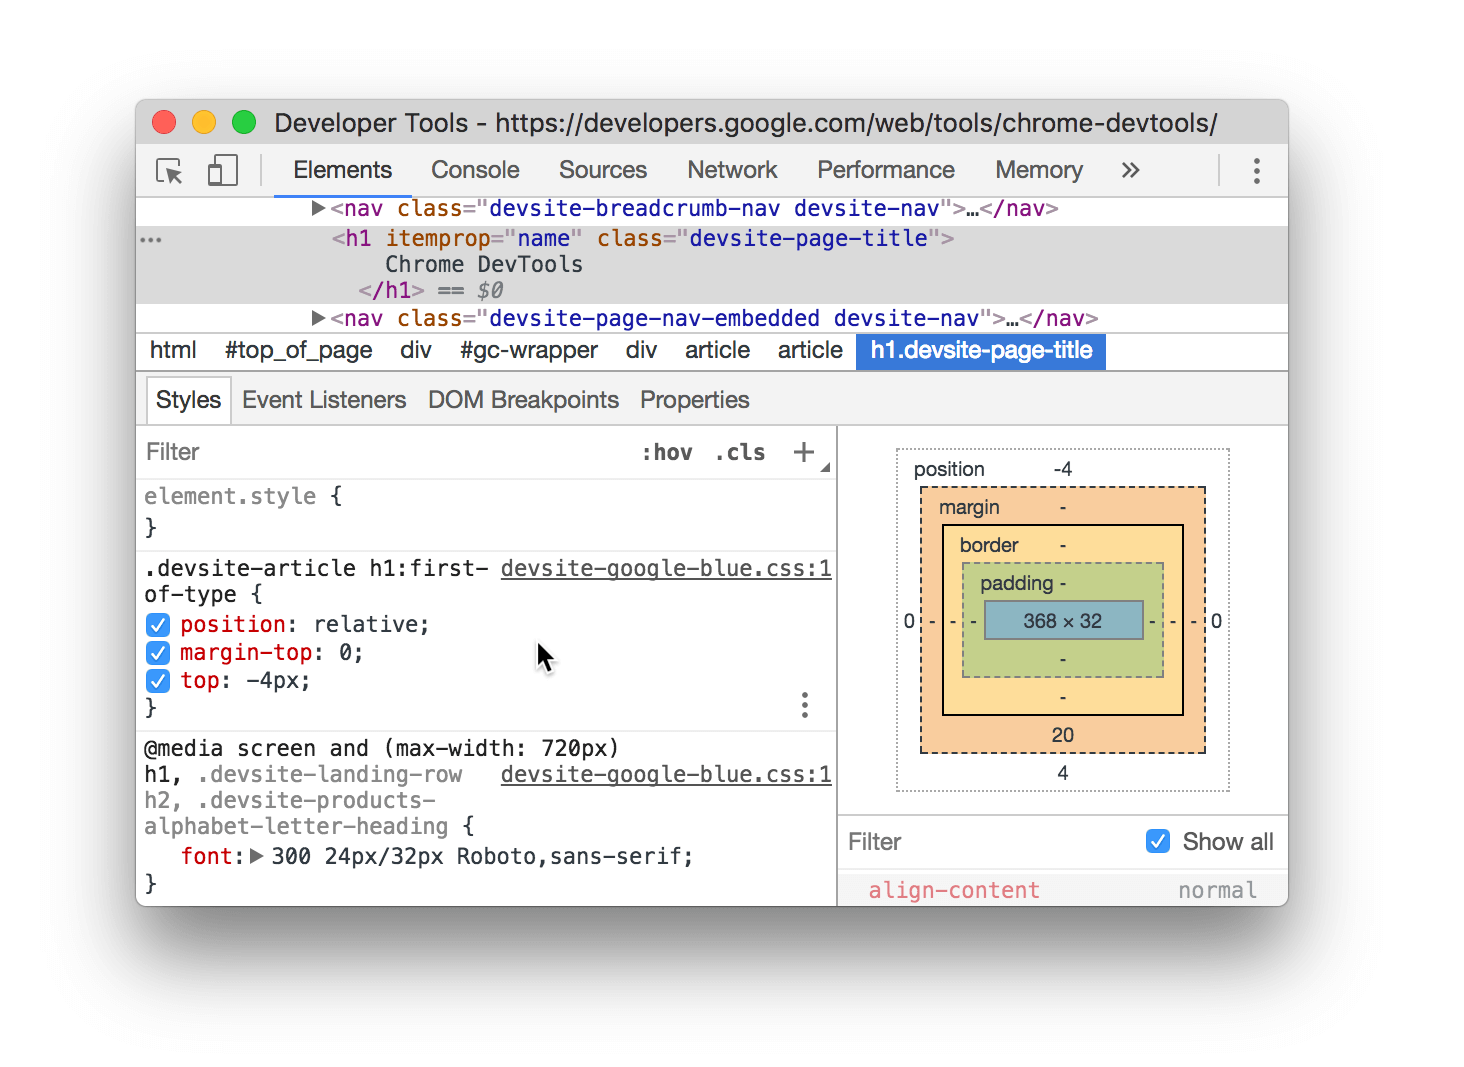 Developer Tools - https://developers.google.com/web/tools/chrome-devtools/
Elements Console Sources Network Performance Memory »
▶<nav class="devsite-breadcrumb-nav devsite-nav">…</nav>
… <h1 itemprop="name" class="devsite-page-title">
Chrome DevTools
</h1> == $0
▶<nav class="devsite-page-nav-embedded devsite-nav">…</nav>
html #top_of_page div #gc-wrapper div article article h1.devsite-page-title
Styles Event Listeners DOM Breakpoints Properties
Filter :hov .cls +
element.style {
}
.devsite-article h1:first- devsite-google-blue.css:1
of-type {
position: relative;
margin-top: 0;
top: -4px;
}
@media screen and (max-width: 720px)
h1, .devsite-landing-row devsite-google-blue.css:1
h2, .devsite-products-
alphabet-letter-heading {
font:▶300 24px/32px Roboto,sans-serif;
}
position -4
margin -
border -
padding -
0 - - - 368 × 32 - - - 0
-
-
20
4
Filter Show all
align-content normal